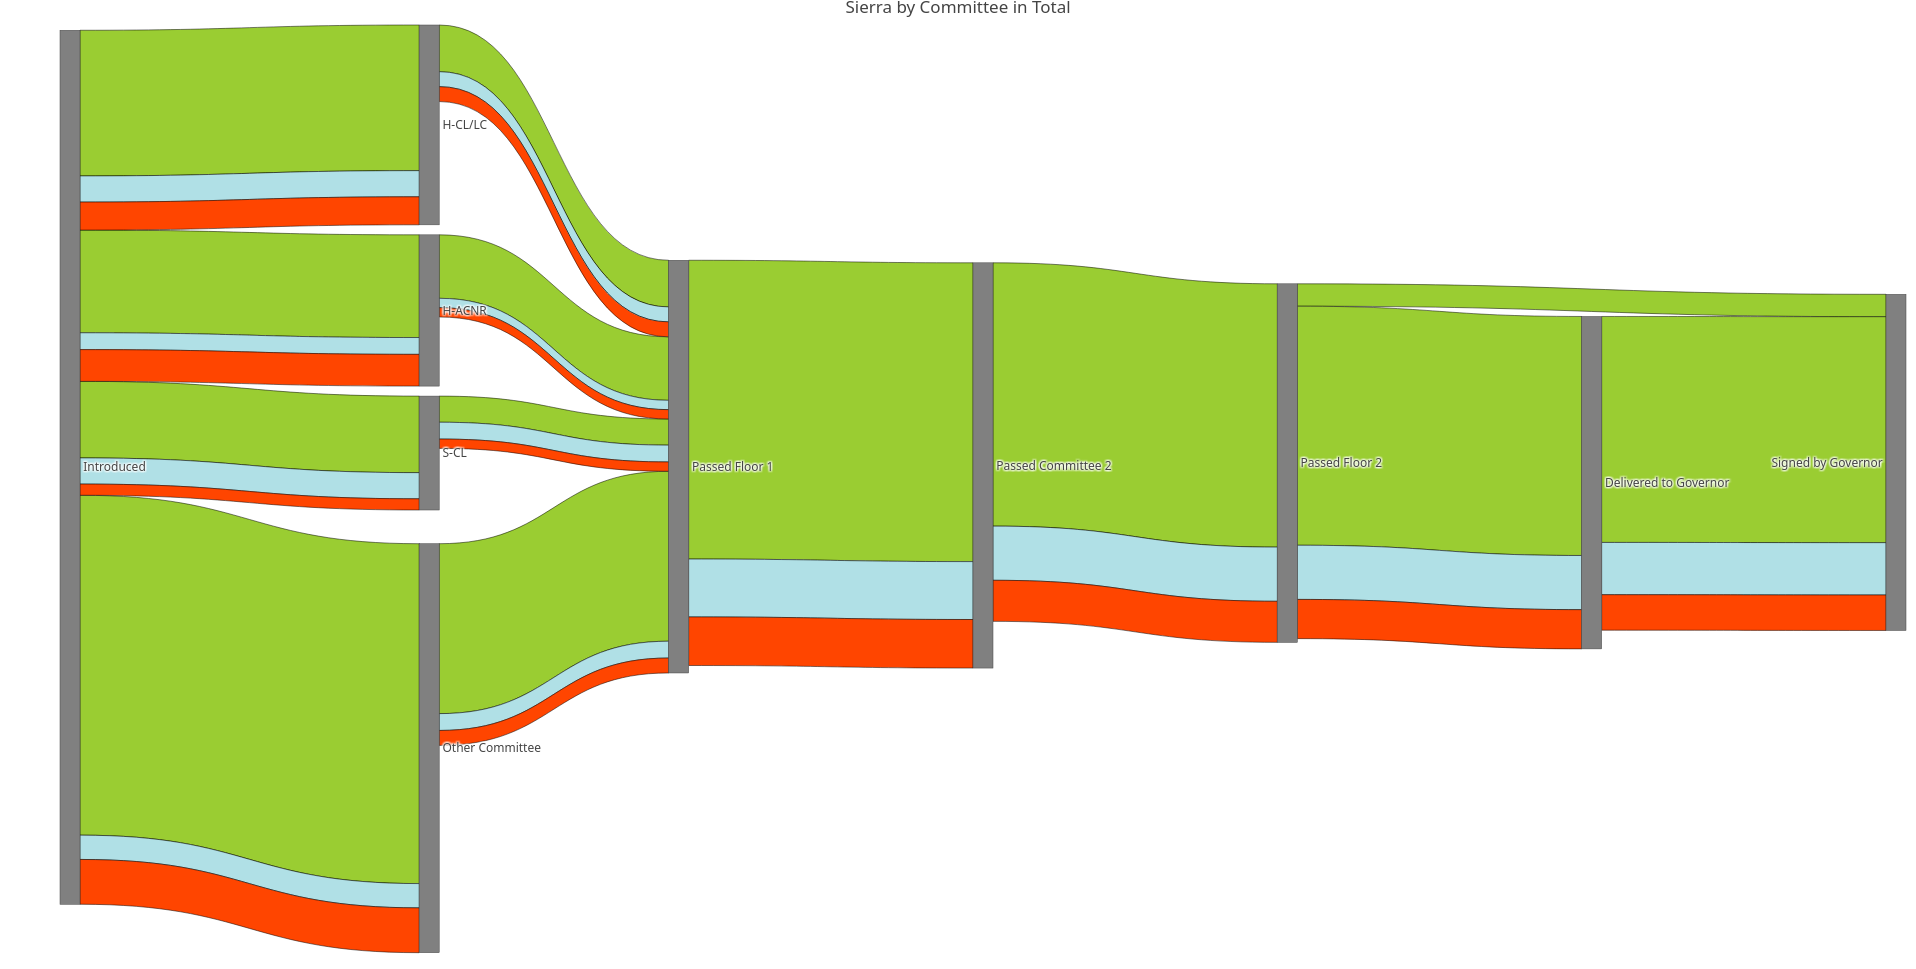 Sierra by Committee in Total
H-CL/LC
H-ACNR
S-CL
Introduced
Passed Floor 1
Passed Committee 2
Passed Floor 2
Signed by Governor
Delivered to Governor
Other Committee